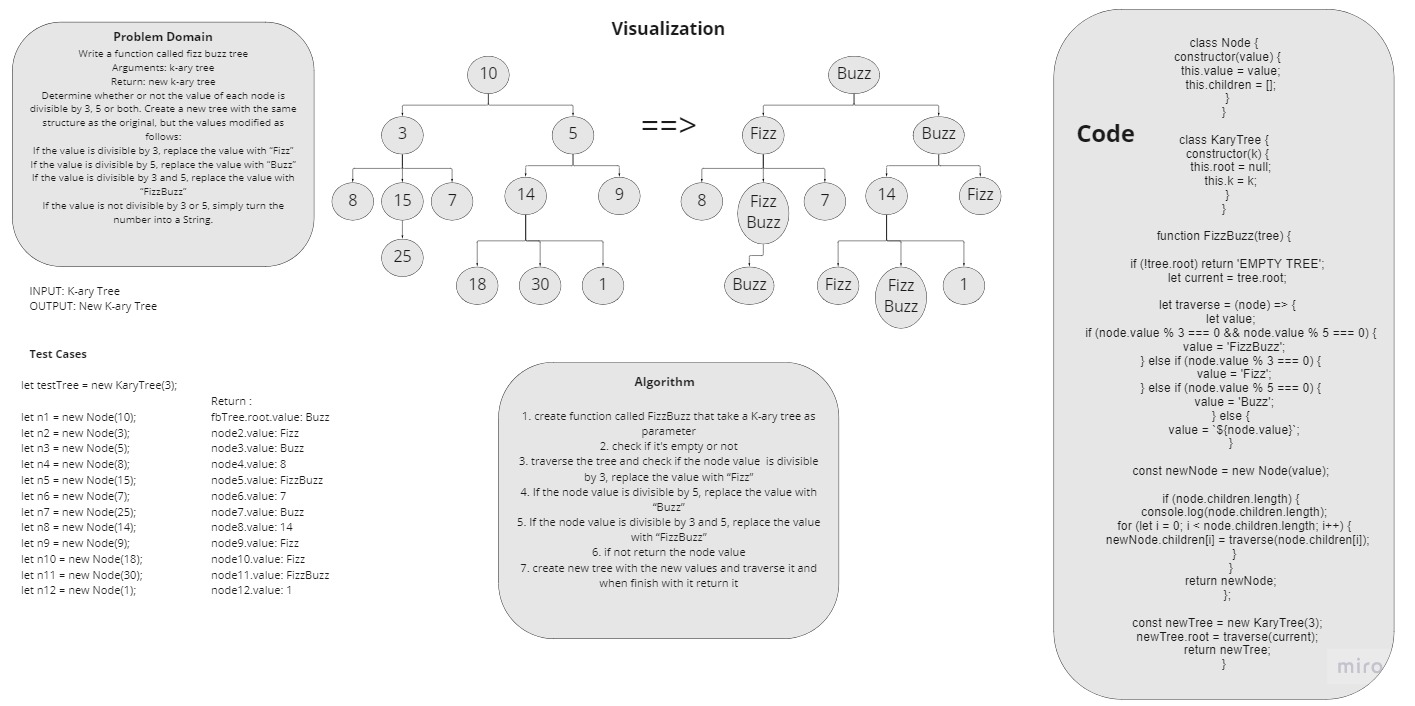 Problem Domain
Write a function called fizz buzz tree
Arguments: k-ary tree
Return: new k-ary tree
Determine whether or not the value of each node is
divisible by 3, 5 or both. Create a new tree with the same
structure as the original, but the values modified as
follows:
If the value is divisible by 3, replace the value with “Fizz”
If the value is divisible by 5, replace the value with “Buzz”
If the value is divisible by 3 and 5, replace the value with
“FizzBuzz”
If the value is not divisible by 3 or 5, simply turn the
number into a String.
INPUT: K-ary Tree
OUTPUT: New K-ary Tree
Test Cases
let testTree = new KaryTree(3);
Return :
let n1 = new Node(10); fbTree.root.value: Buzz
let n2 = new Node(3); node2.value: Fizz
let n3 = new Node(5); node3.value: Buzz
let n4 = new Node(8); node4.value: 8
let n5 = new Node(15); node5.value: FizzBuzz
let n6 = new Node(7); node6.value: 7
let n7 = new Node(25); node7.value: Buzz
let n8 = new Node(14); node8.value: 14
let n9 = new Node(9); node9.value: Fizz
let n10 = new Node(18); node10.value: Fizz
let n11 = new Node(30); node11.value: FizzBuzz
let n12 = new Node(1); node12.value: 1
Visualization
10
3 5
8 15 7 14 9
25
18 30 1
==>
Buzz
Fizz Buzz
8 Fizz
Buzz 7 14 Fizz
Buzz Fizz Fizz
Buzz 1
Algorithm
1. create function called FizzBuzz that take a K-ary tree as
parameter
2. check if it's empty or not
3. traverse the tree and check if the node value is divisible
by 3, replace the value with “Fizz”
4. If the node value is divisible by 5, replace the value with
“Buzz”
5. If the node value is divisible by 3 and 5, replace the value
with “FizzBuzz”
6. if not return the node value
7. create new tree with the new values and traverse it and
when finish with it return it
Code
class Node {
constructor(value) {
this.value = value;
this.children = [];
}
}
class KaryTree {
constructor(k) {
this.root = null;
this.k = k;
}
}
function FizzBuzz(tree) {
if (!tree.root) return 'EMPTY TREE';
let current = tree.root;
let traverse = (node) => {
let value;
if (node.value % 3 === 0 && node.value % 5 === 0) {
value = 'FizzBuzz';
} else if (node.value % 3 === 0) {
value = 'Fizz';
} else if (node.value % 5 === 0) {
value = 'Buzz';
} else {
value = `${node.value}`;
}
const newNode = new Node(value);
if (node.children.length) {
console.log(node.children.length);
for (let i = 0; i < node.children.length; i++) {
newNode.children[i] = traverse(node.children[i]);
}
}
return newNode;
};
const newTree = new KaryTree(3);
newTree.root = traverse(current);
return newTree;
}
miro